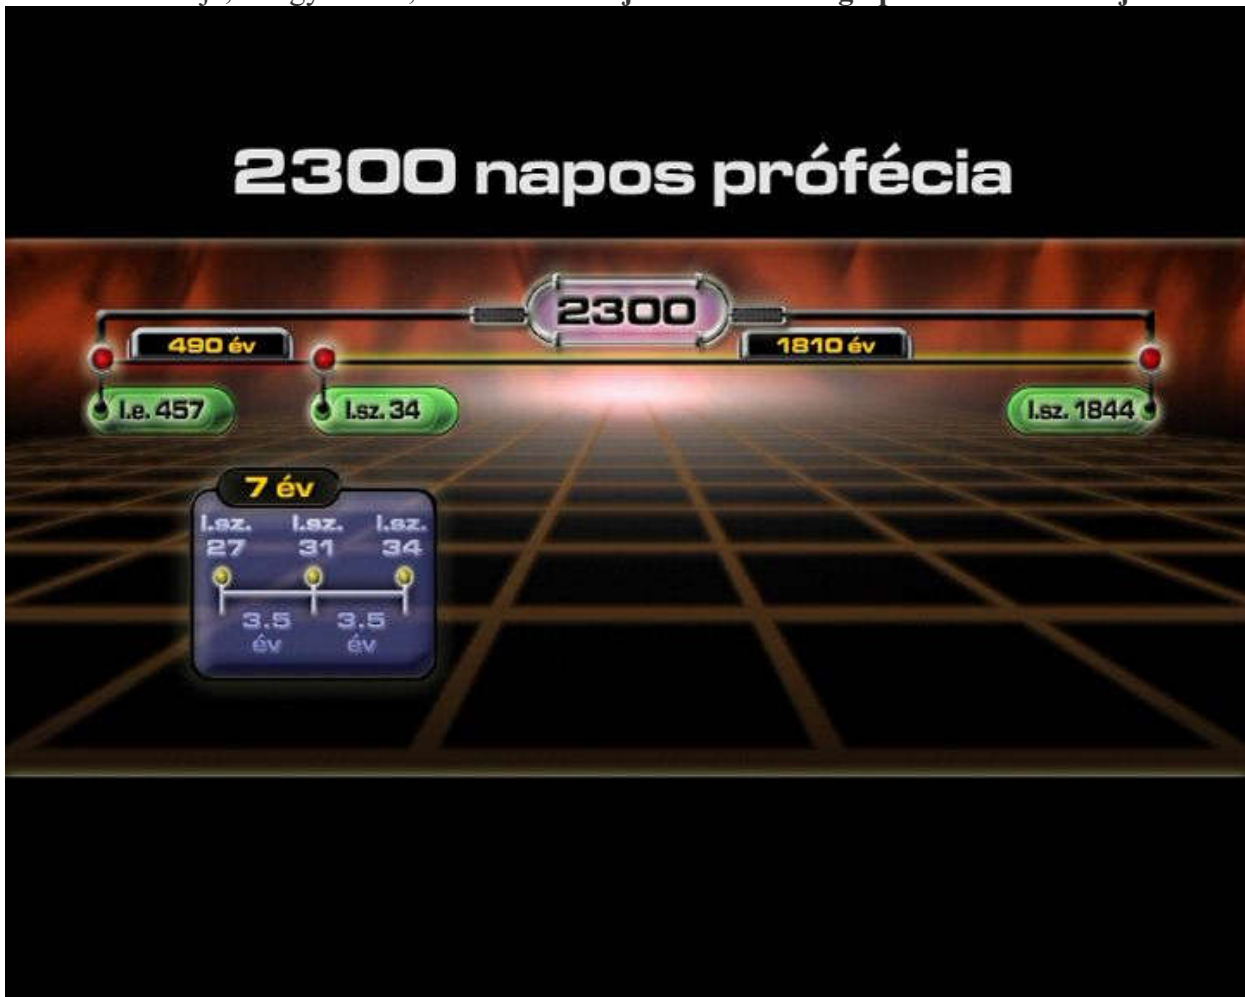 2300 napos prófécia
2300
490 év
1810 év
I.e. 457
I.sz. 34
I.sz. 1844
7 év
I.sz. I.sz. I.sz.
27 31 34
3.5 3.5
év év